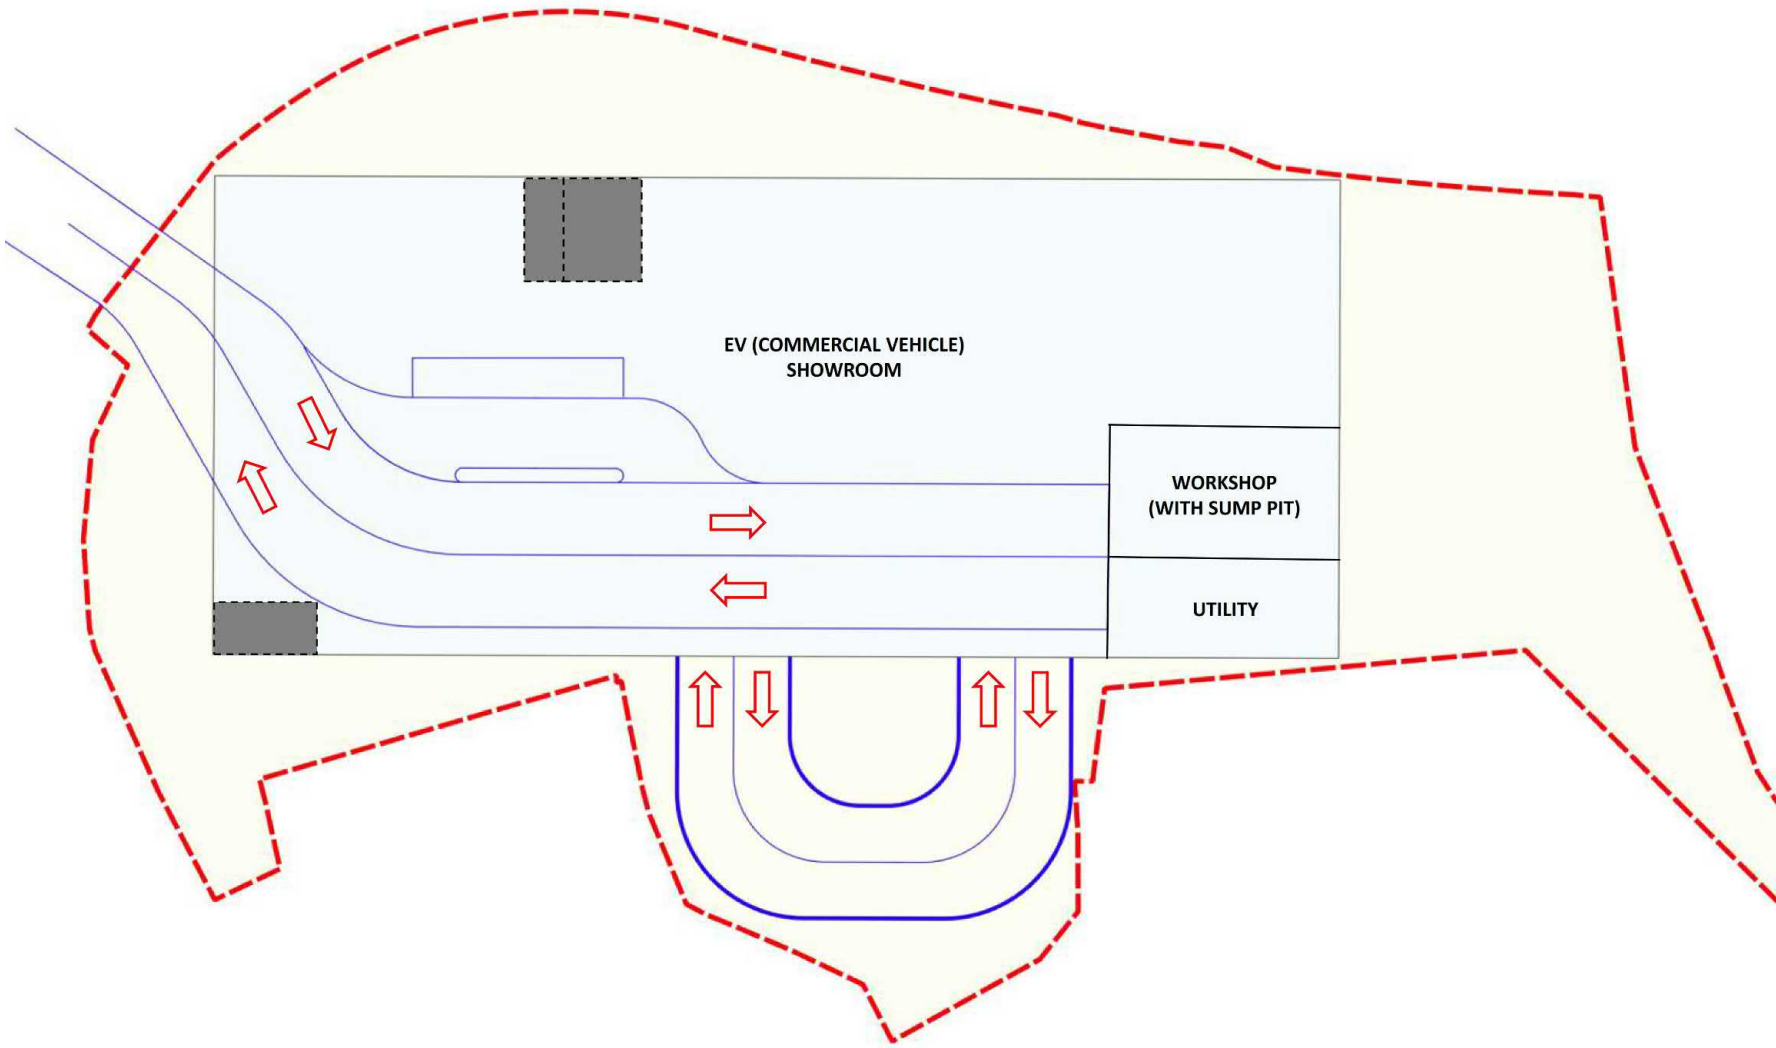 EV (COMMERCIAL VEHICLE)
SHOWROOM
WORKSHOP
(WITH SUMP PIT)
UTILITY